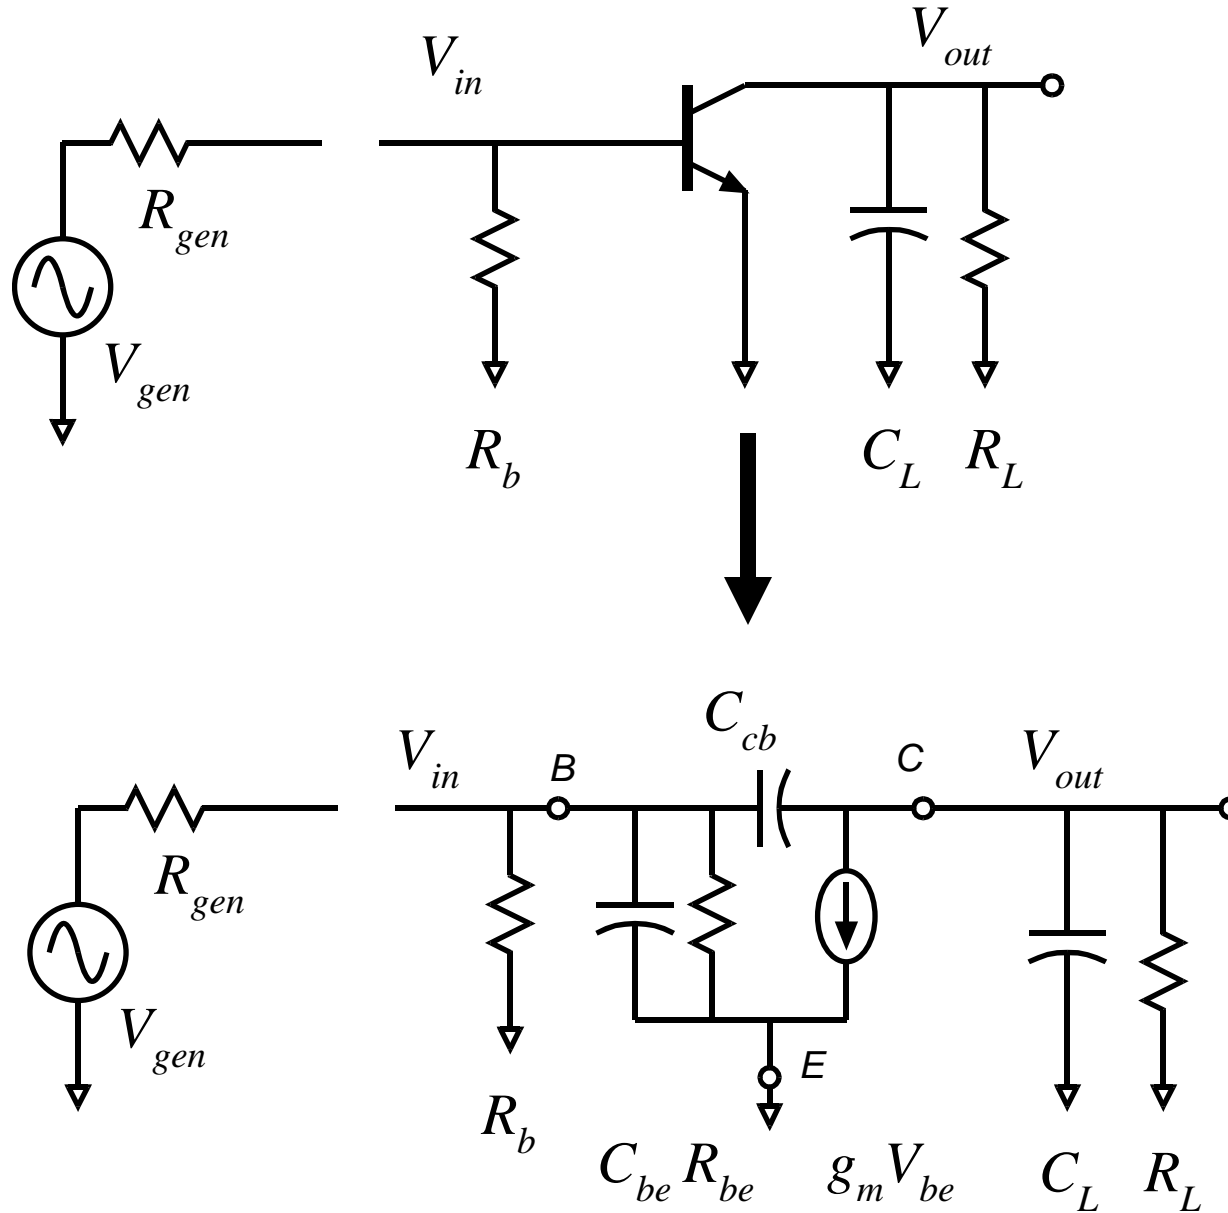 V_in V_out
R_gen
V_gen
R_b C_L R_L
C_cb
V_in B C V_out
R_gen
V_gen
E
R_b C_be R_be g_m V_be C_L R_L